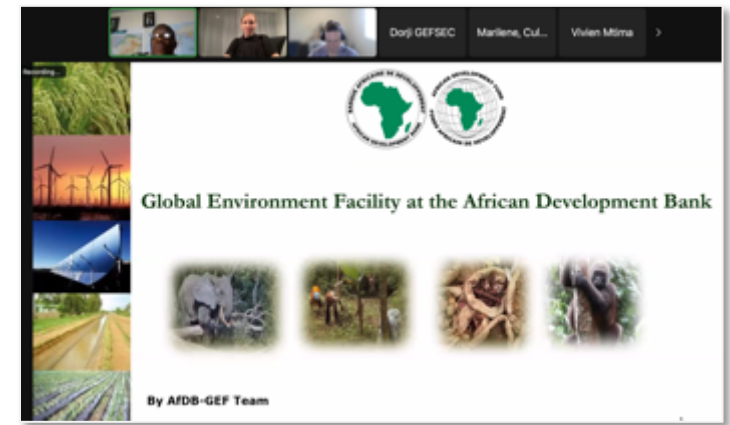 Dorji GEFSEC
Marilene, Cul...
Vivien Mtima
Recording...
Global Environment Facility at the African Development Bank
By AfDB-GEF Team